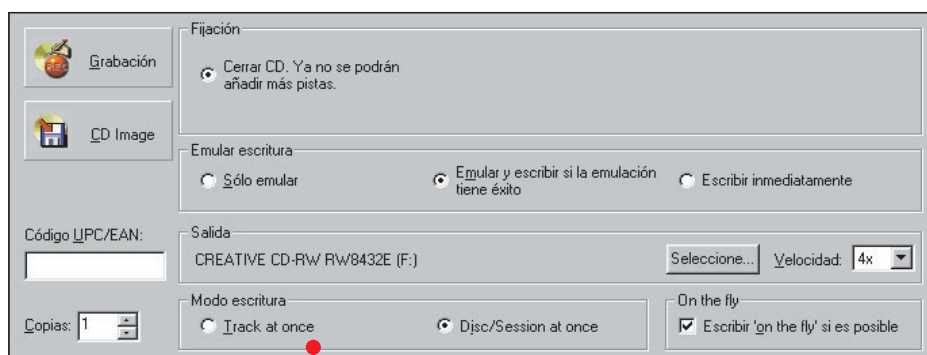 Grabación
CD Image
Fijación
Cerrar CD. Ya no se podrán
añadir más pistas.
Emular escritura
Sólo emular
Emular y escribir si la emulación
tiene éxito
Escribir inmediatamente
Código UPC/EAN:
Salida
CREATIVE CD-RW RW8432E (F:)
Seleccione...
Velocidad: 4x
Copias: 1
Modo escritura
Track at once
Disc/Session at once
On the fly
Escribir 'on the fly' si es posible